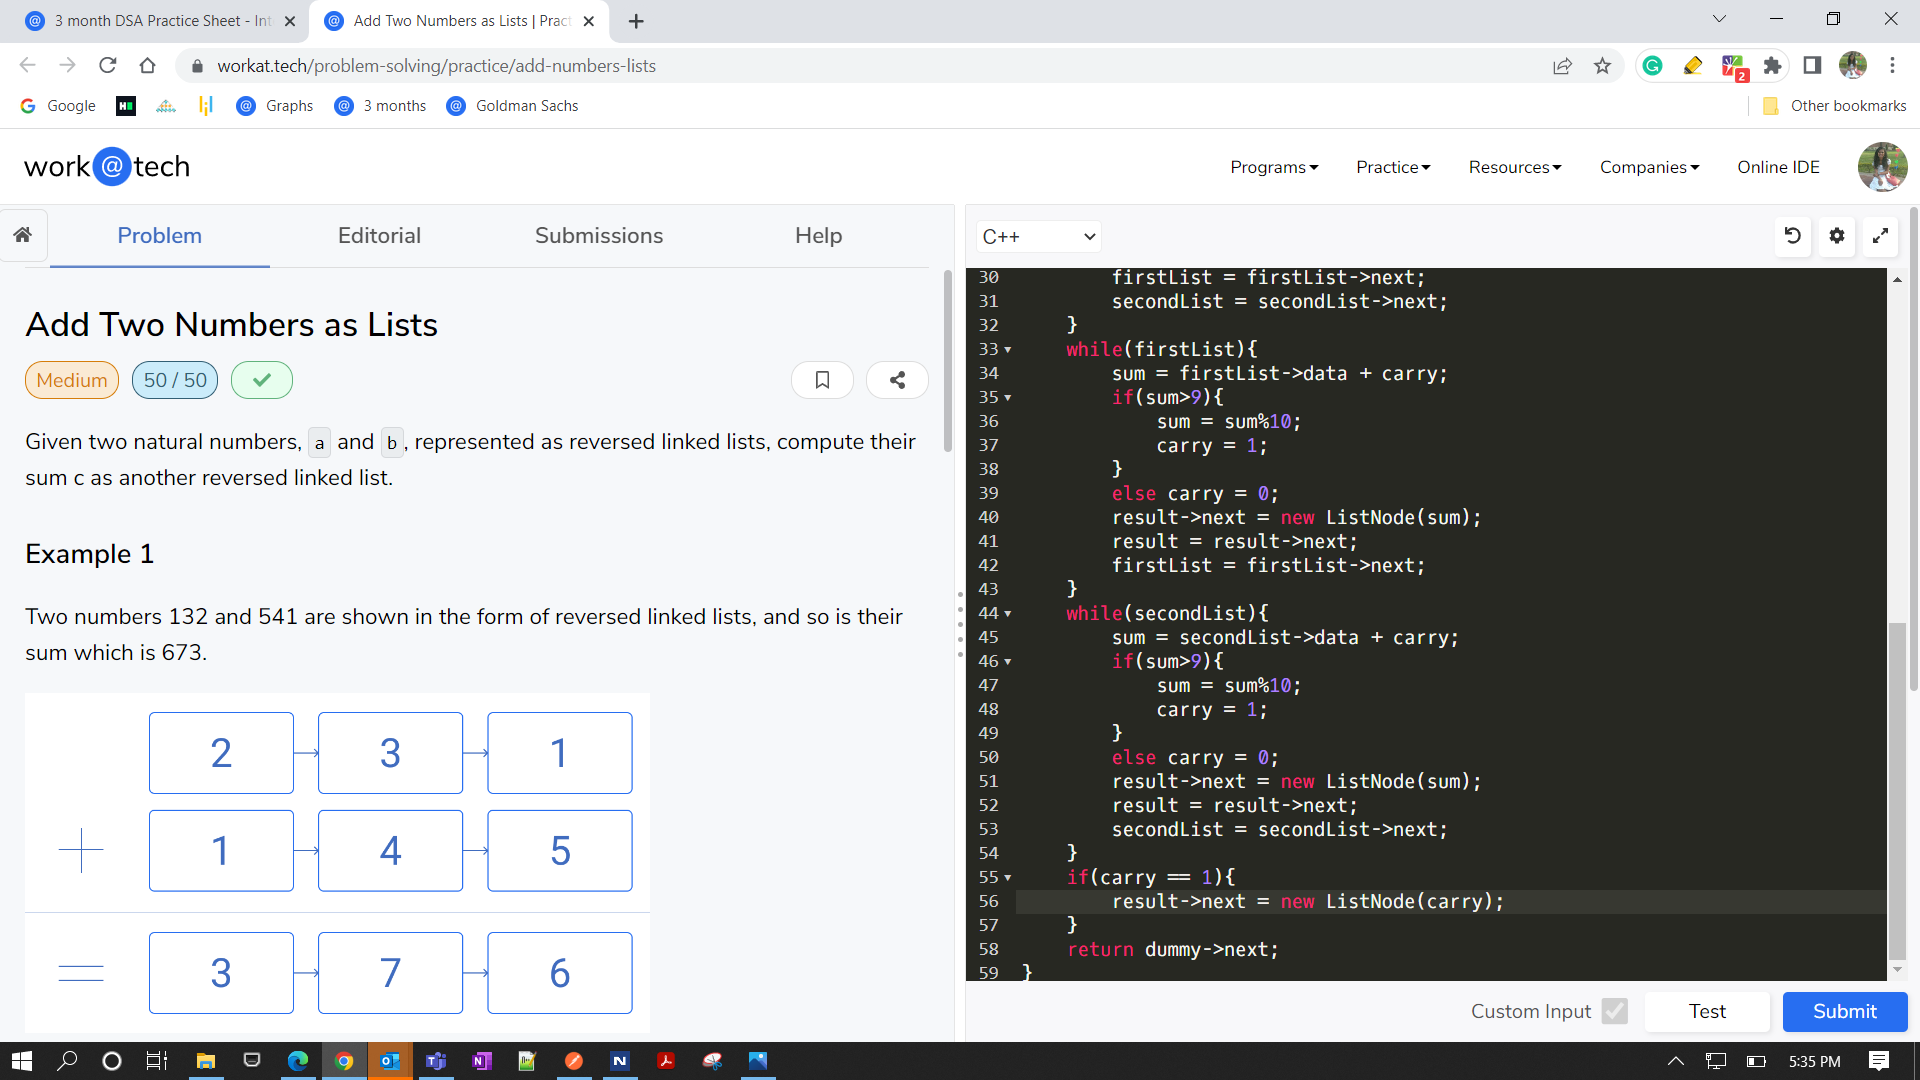 3 month DSA Practice Sheet - Int
Add Two Numbers as Lists | Pract
workat.tech/problem-solving/practice/add-numbers-lists
2
Google
Graphs
3 months
Goldman Sachs
Other bookmarks
work@tech
Programs
Practice
Resources
Companies
Online IDE
Problem
Editorial
Submissions
Help
C++
Add Two Numbers as Lists
Medium
50 / 50
Given two natural numbers, a and b, represented as reversed linked lists, compute their
sum c as another reversed linked list.
Example 1
Two numbers 132 and 541 are shown in the form of reversed linked lists, and so is their
sum which is 673.
2 3 1
+ 1 4 5
= 3 7 6
30 firstList = firstList->next;
31 secondList = secondList->next;
32 }
33 while(firstList){
34 sum = firstList->data + carry;
35 if(sum>9){
36 sum = sum%10;
37 carry = 1;
38 }
39 else carry = 0;
40 result->next = new ListNode(sum);
41 result = result->next;
42 firstList = firstList->next;
43 }
44 while(secondList){
45 sum = secondList->data + carry;
46 if(sum>9){
47 sum = sum%10;
48 carry = 1;
49 }
50 else carry = 0;
51 result->next = new ListNode(sum);
52 result = result->next;
53 secondList = secondList->next;
54 }
55 if(carry == 1){
56 result->next = new ListNode(carry);
57 }
58 return dummy->next;
59 }
Custom Input
Test
Submit
5:35 PM